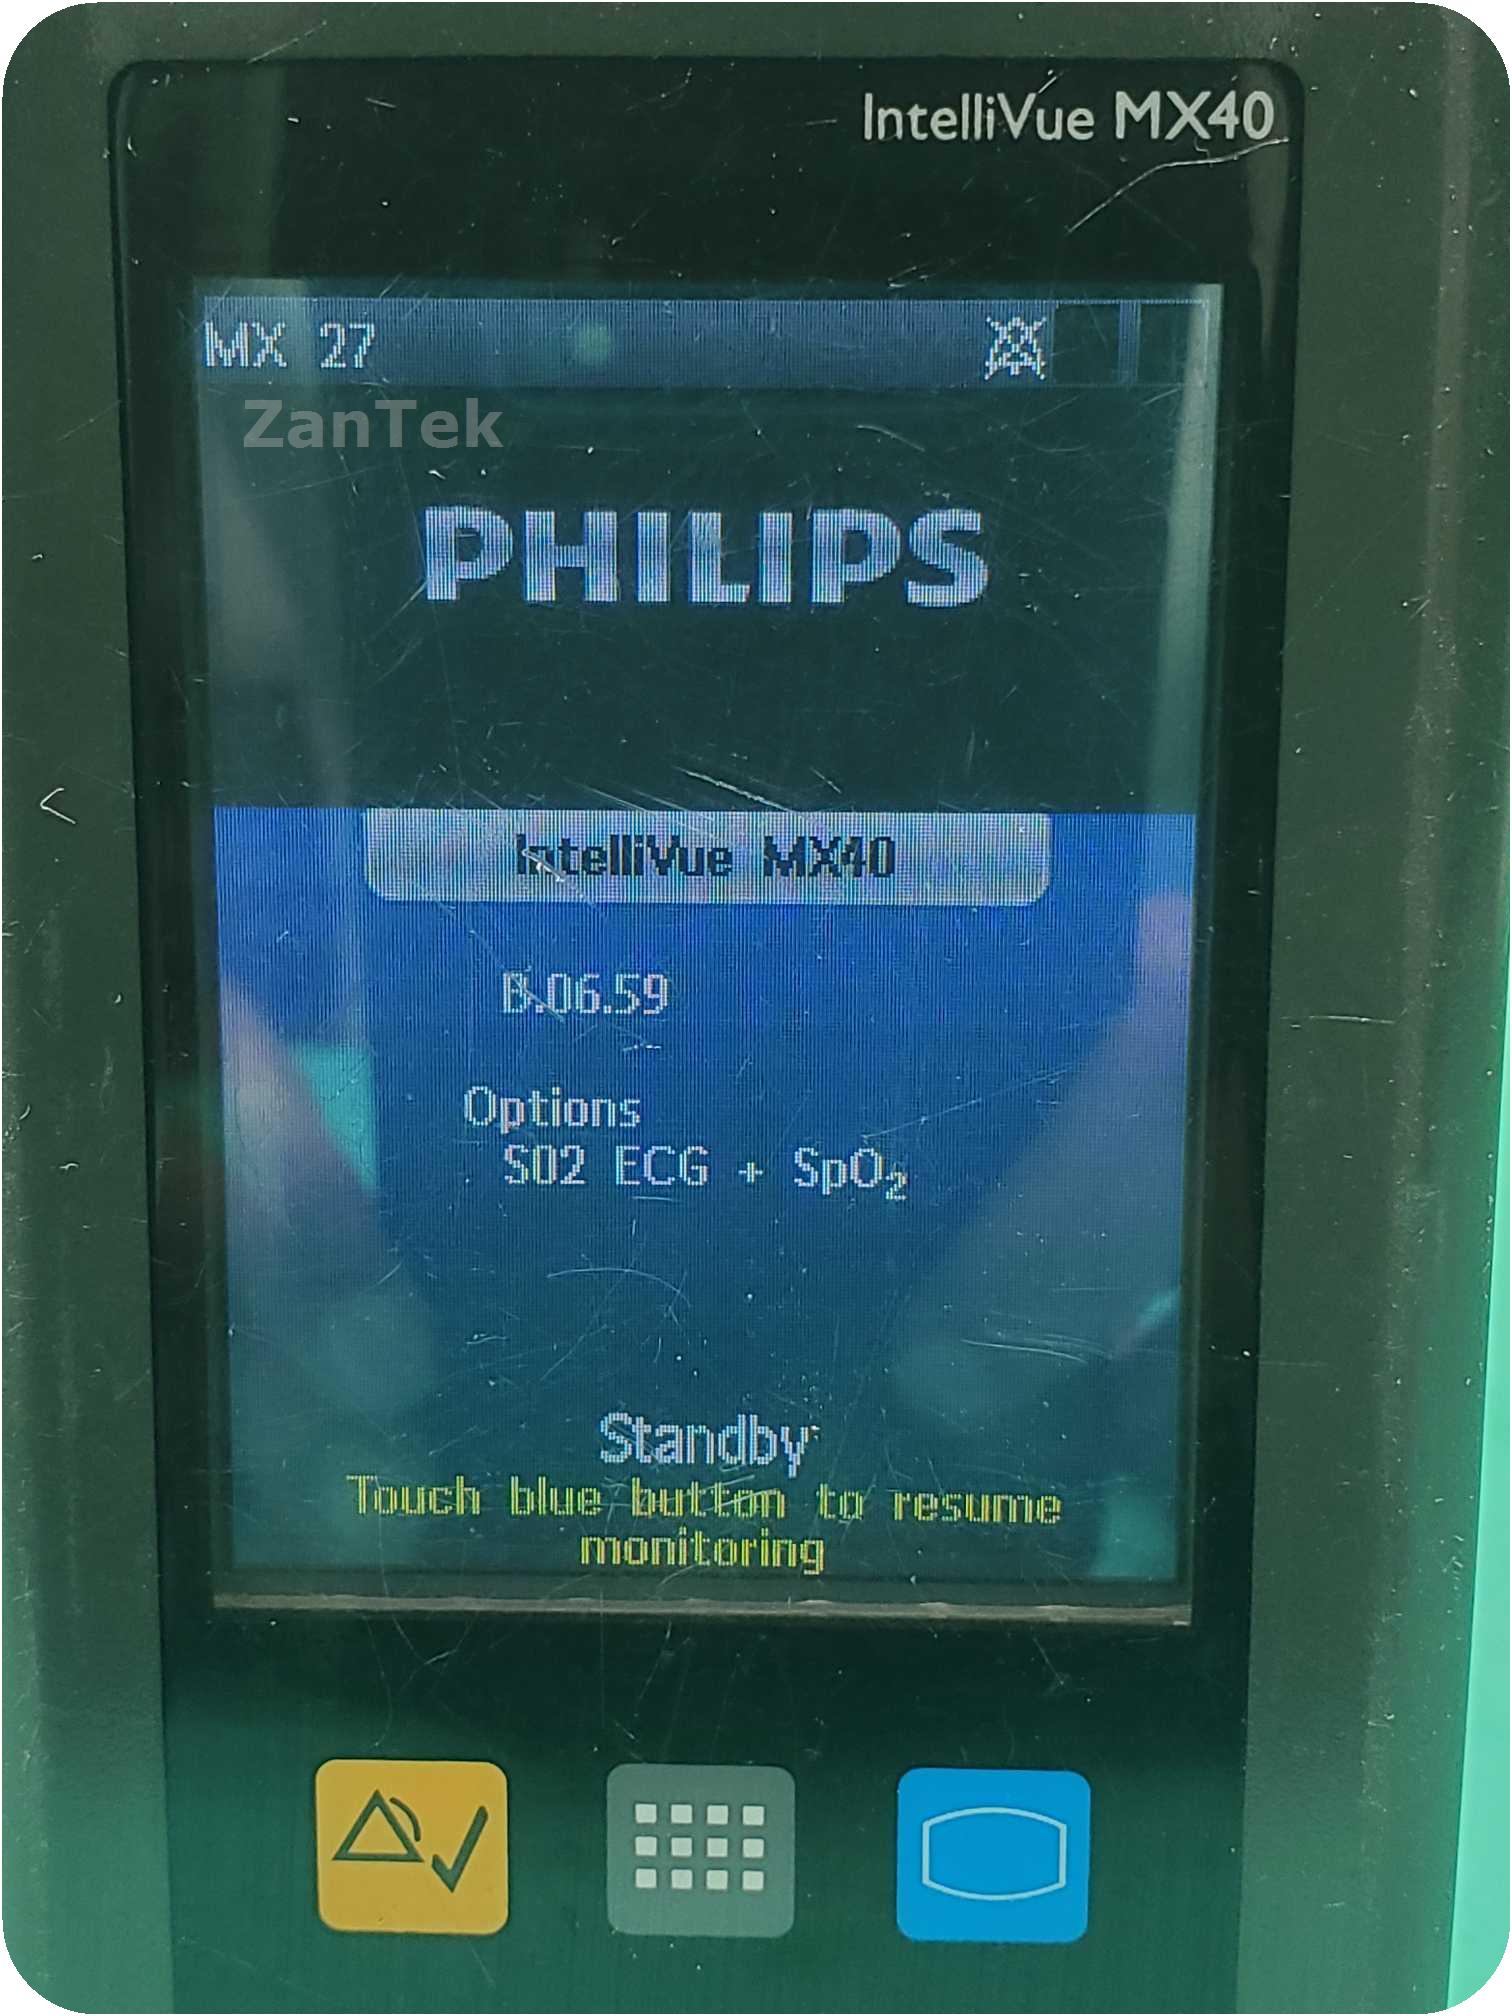 IntelliVue MX40
MX 27
ZanTek
PHILIPS
IntelliVue MX40
B.06.59
Options
S02 ECG + SpO₂
Standby
Touch blue button to resume
monitoring